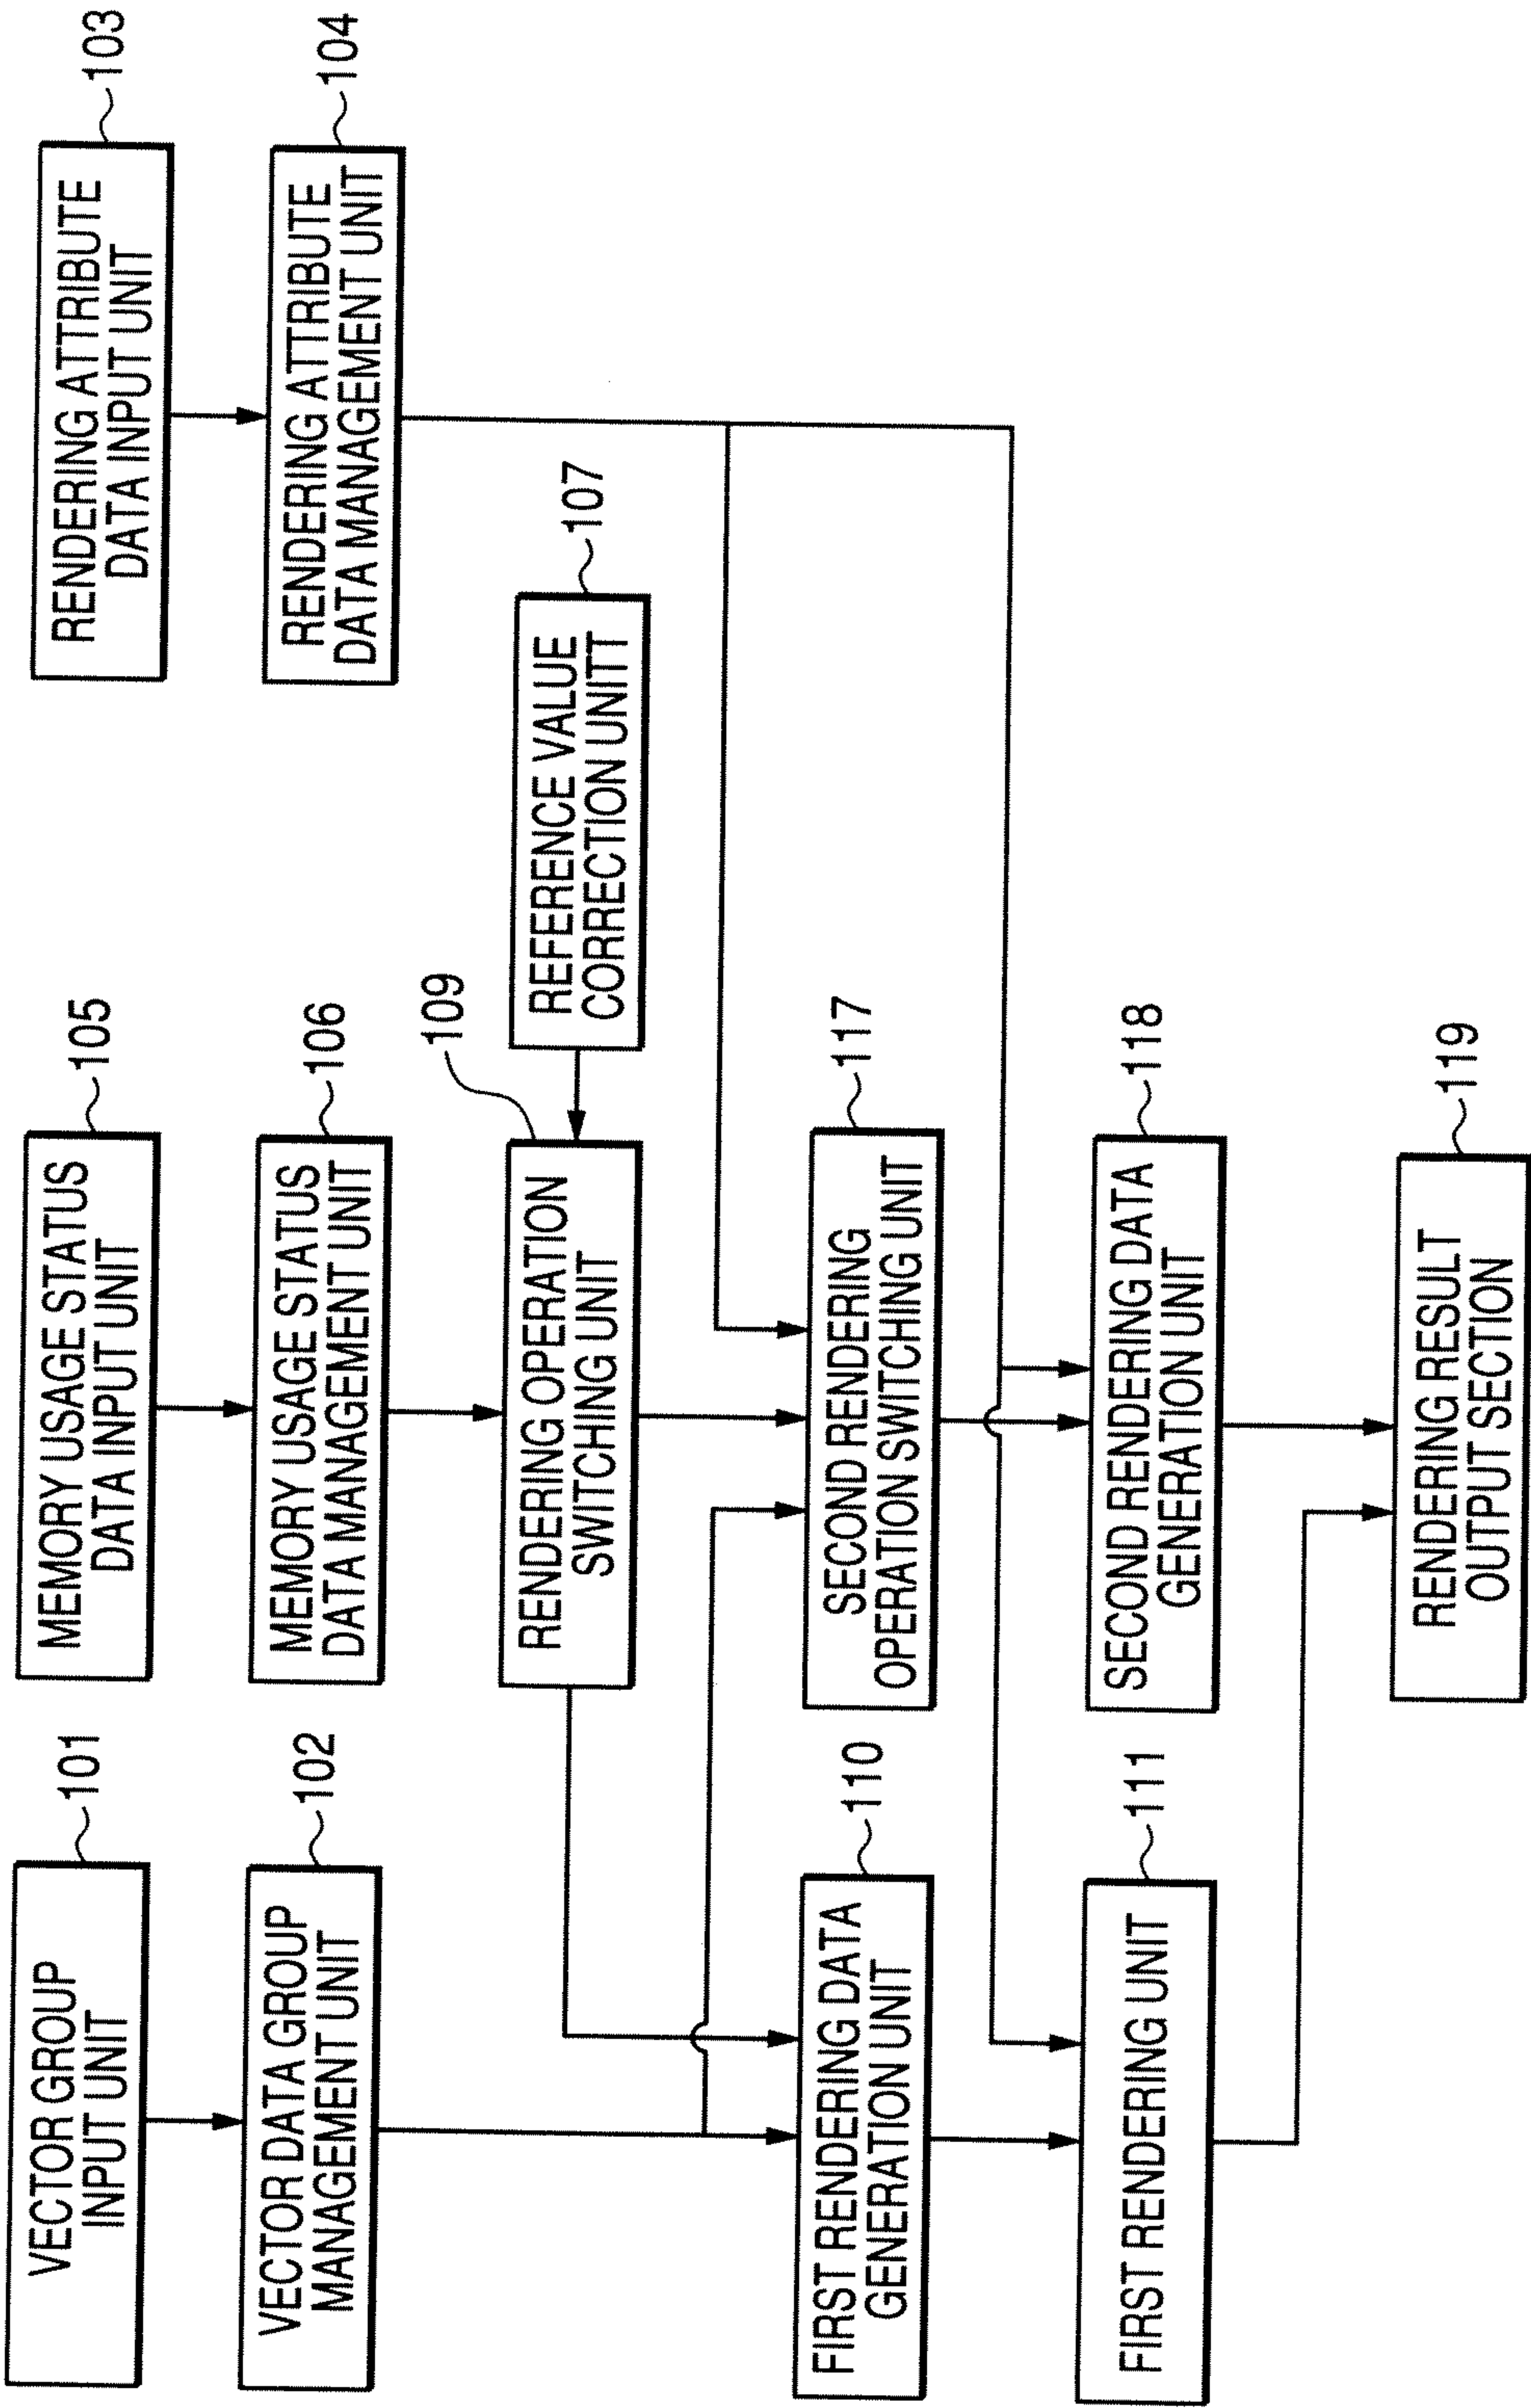 VECTOR GROUP
INPUT UNIT
101
MEMORY USAGE STATUS
DATA INPUT UNIT
105
RENDERING ATTRIBUTE
DATA INPUT UNIT
103
VECTOR DATA GROUP
MANAGEMENT UNIT
102
MEMORY USAGE STATUS
DATA MANAGEMENT UNIT
106
RENDERING ATTRIBUTE
DATA MANAGEMENT UNIT
104
RENDERING OPERATION
SWITCHING UNIT
109
REFERENCE VALUE
CORRECTION UNITT
107
FIRST RENDERING DATA
GENERATION UNIT
110
SECOND RENDERING
OPERATION SWITCHING UNIT
117
FIRST RENDERING UNIT
111
SECOND RENDERING DATA
GENERATION UNIT
118
RENDERING RESULT
OUTPUT SECTION
119